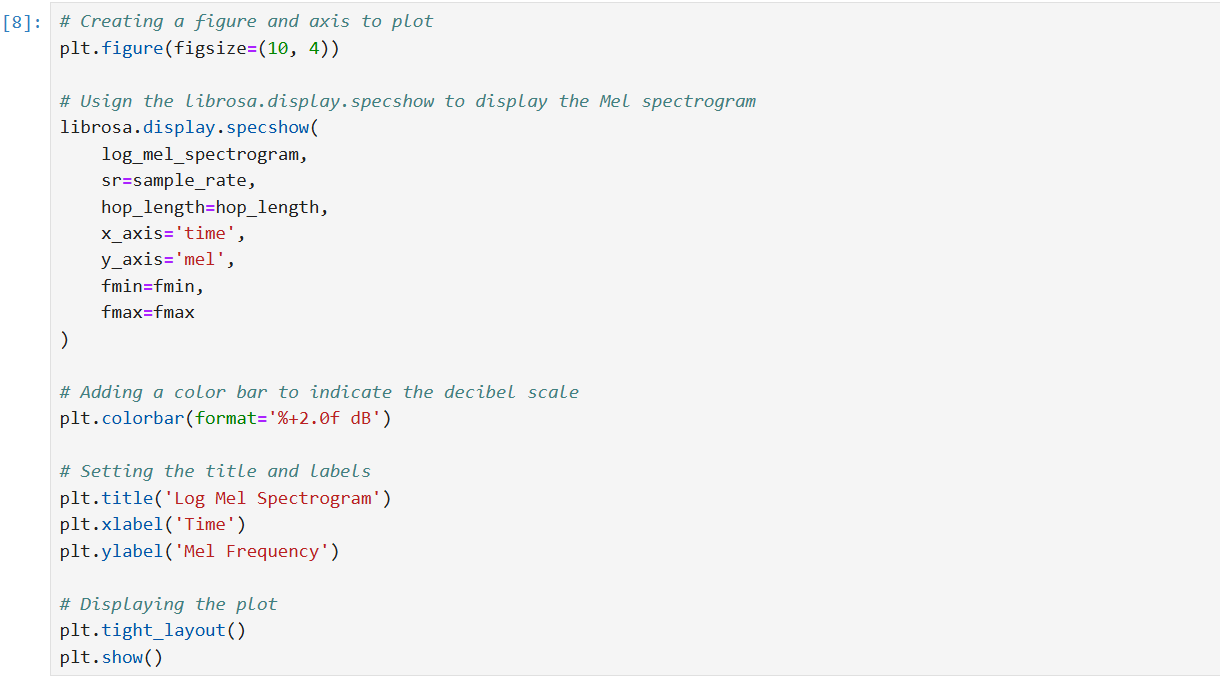 [8]: # Creating a figure and axis to plot
plt.figure(figsize=(10, 4))
# Usign the librosa.display.specshow to display the Mel spectrogram
librosa.display.specshow(
    log_mel_spectrogram,
    sr=sample_rate,
    hop_length=hop_length,
    x_axis='time',
    y_axis='mel',
    fmin=fmin,
    fmax=fmax
)
# Adding a color bar to indicate the decibel scale
plt.colorbar(format='%+2.0f dB')
# Setting the title and labels
plt.title('Log Mel Spectrogram')
plt.xlabel('Time')
plt.ylabel('Mel Frequency')
# Displaying the plot
plt.tight_layout()
plt.show()